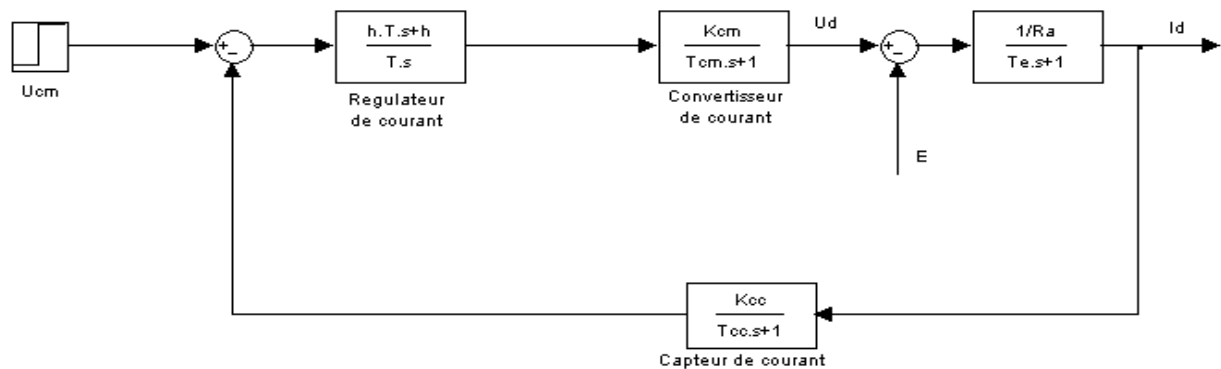 Ucm
+
-
h.T.s+h
T.s
Regulateur
de courant
Kcm
Tcm.s+1
Convertisseur
de courant
Ud
+
-
E
1/Ra
Te.s+1
Id
Kcc
Tcc.s+1
Capteur de courant